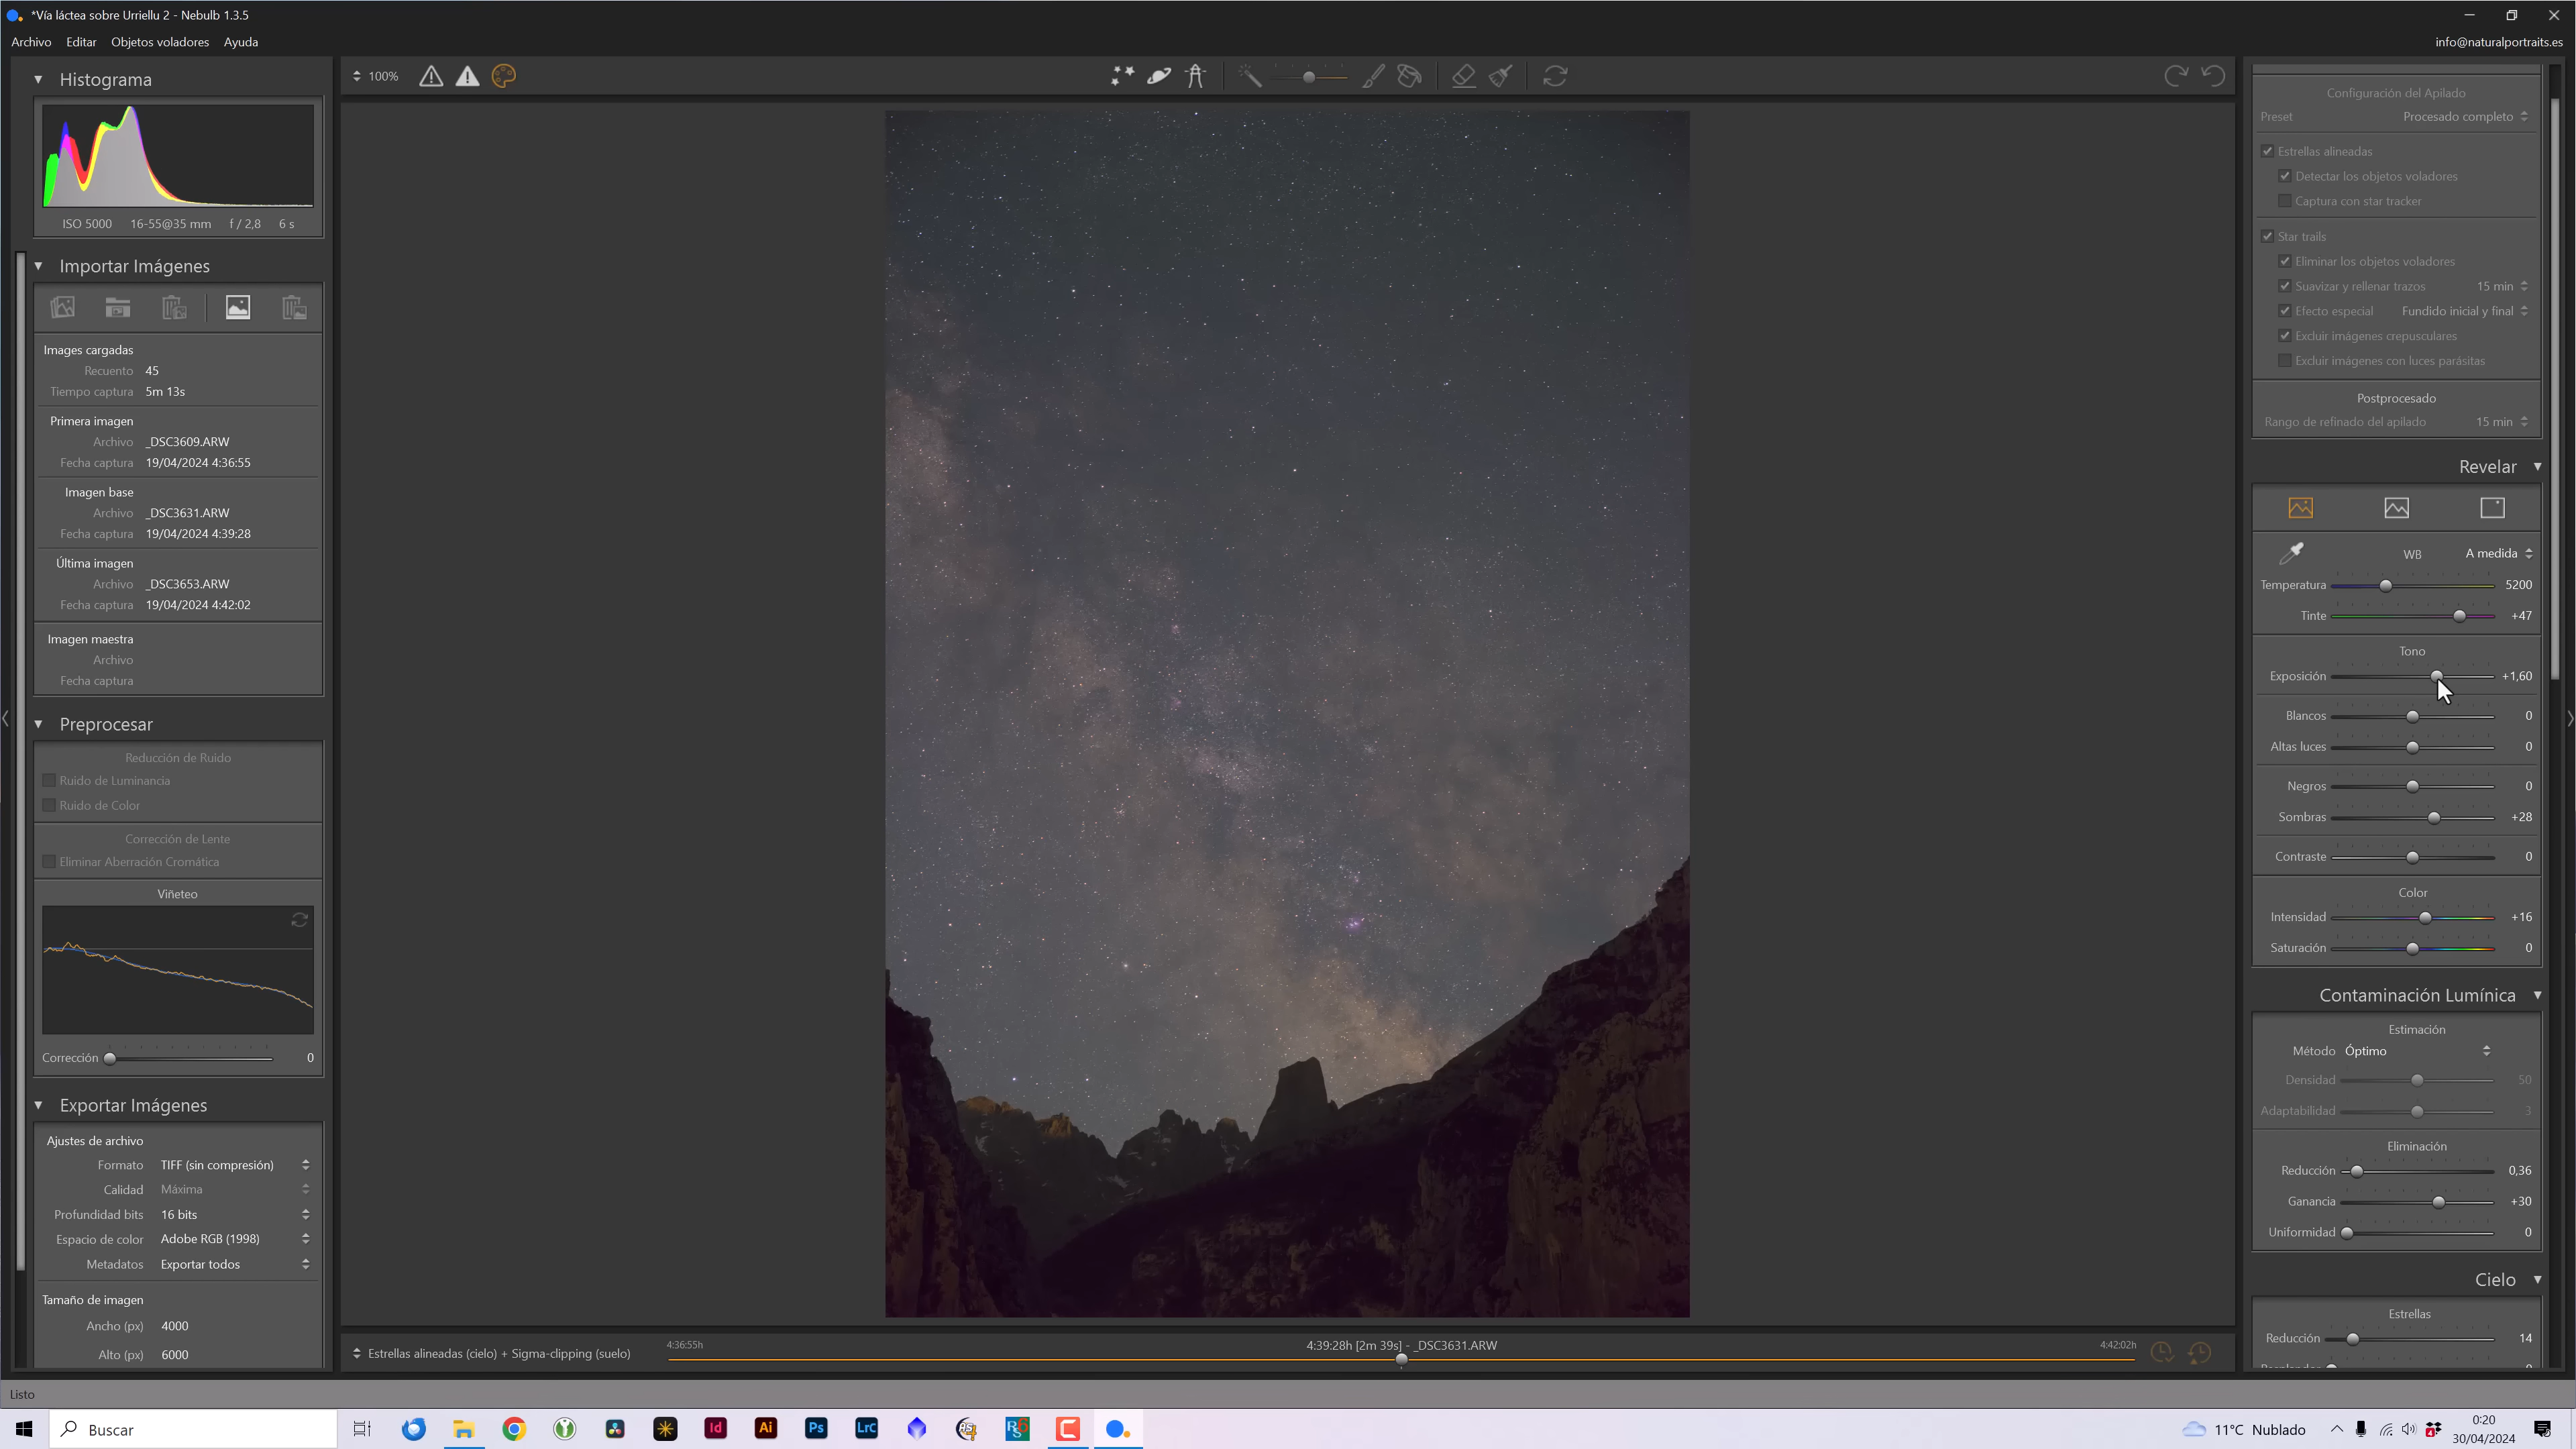 *Vía láctea sobre Urriellu 2 - Nebulb 1.3.5
Archivo Editar Objetos voladores Ayuda
info@naturalportraits.es
Histograma
ISO 5000 16-55@35 mm f / 2,8 6 s
Importar Imágenes
Images cargadas
Recuento 45
Tiempo captura 5m 13s
Primera imagen
Archivo _DSC3609.ARW
Fecha captura 19/04/2024 4:36:55
Imagen base
Archivo _DSC3631.ARW
Fecha captura 19/04/2024 4:39:28
Última imagen
Archivo _DSC3653.ARW
Fecha captura 19/04/2024 4:42:02
Imagen maestra
Archivo
Fecha captura
Preprocesar
Reducción de Ruido
Ruido de Luminancia
Ruido de Color
Corrección de Lente
Eliminar Aberración Cromática
Viñeteo
Corrección 0
Exportar Imágenes
Ajustes de archivo
Formato TIFF (sin compresión)
Calidad Máxima
Profundidad bits 16 bits
Espacio de color Adobe RGB (1998)
Metadatos Exportar todos
Tamaño de imagen
Ancho (px) 4000
Alto (px) 6000
100%
Estrellas alineadas (cielo) + Sigma-clipping (suelo)
4:36:55h
4:39:28h [2m 39s] - _DSC3631.ARW
4:42:02h
Configuración del Apilado
Preset Procesado completo
Estrellas alineadas
Detectar los objetos voladores
Captura con star tracker
Star trails
Eliminar los objetos voladores
Suavizar y rellenar trazos 15 min
Efecto especial Fundido inicial y final
Excluir imágenes crepusculares
Excluir imágenes con luces parásitas
Postprocesado
Rango de refinado del apilado 15 min
Revelar
WB A medida
Temperatura 5200
Tinte +47
Tono
Exposición +1,60
Blancos 0
Altas luces 0
Negros 0
Sombras +28
Contraste 0
Color
Intensidad +16
Saturación 0
Contaminación Lumínica
Estimación
Método Óptimo
Densidad 50
Adaptabilidad 3
Eliminación
Reducción 0,36
Ganancia +30
Uniformidad 0
Cielo
Estrellas
Reducción 14
Listo
Buscar
Id
Ai
Ps
LrC
11°C Nublado
4
0:20
30/04/2024